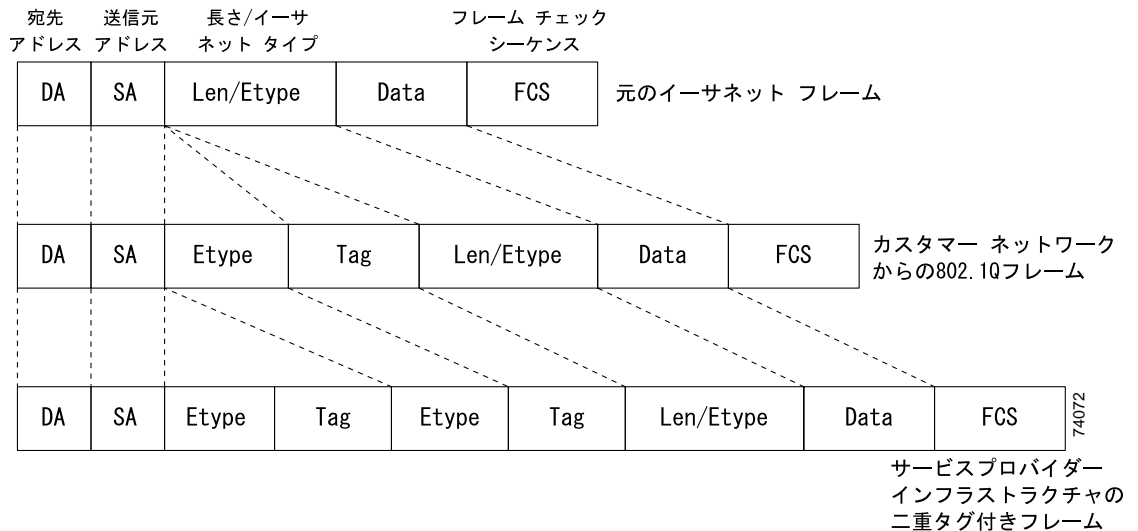 宛先 送信元 長さ/イーサ フレーム チェック
アドレス アドレス ネット タイプ シーケンス
DA SA Len/Etype Data FCS 元のイーサネット フレーム
DA SA Etype Tag Len/Etype Data FCS カスタマー ネットワーク
からの802.1Qフレーム
DA SA Etype Tag Etype Tag Len/Etype Data FCS 74072
サービスプロバイダー
インフラストラクチャの
二重タグ付きフレーム